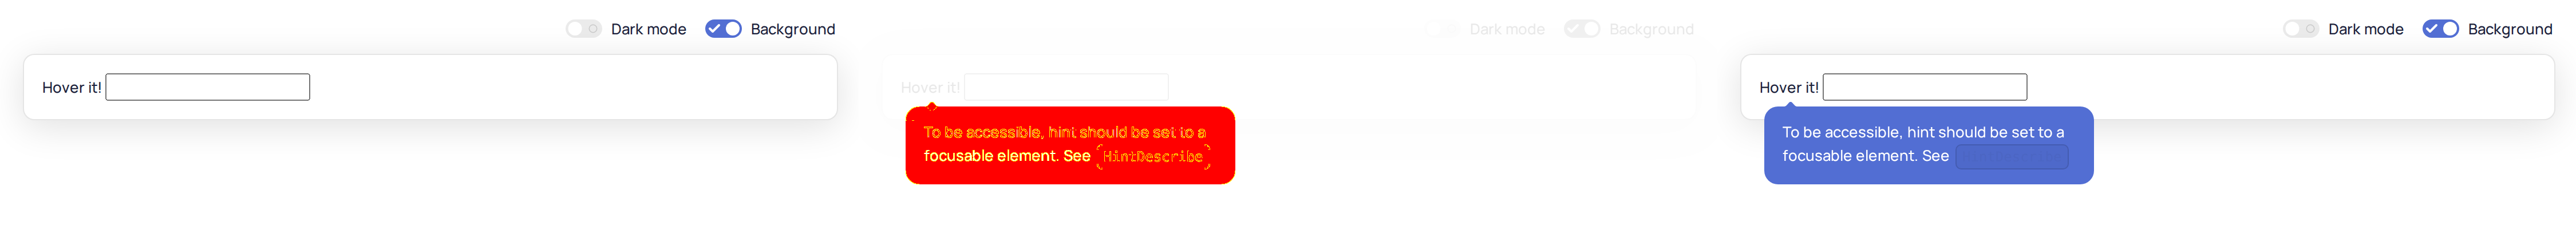 Dark mode Background
Hover it!
Dark mode Background
Hover it!
To be accessible, hint should be set to a
focusable element. See HintDescribe
Dark mode Background
Hover it!
To be accessible, hint should be set to a
focusable element. See